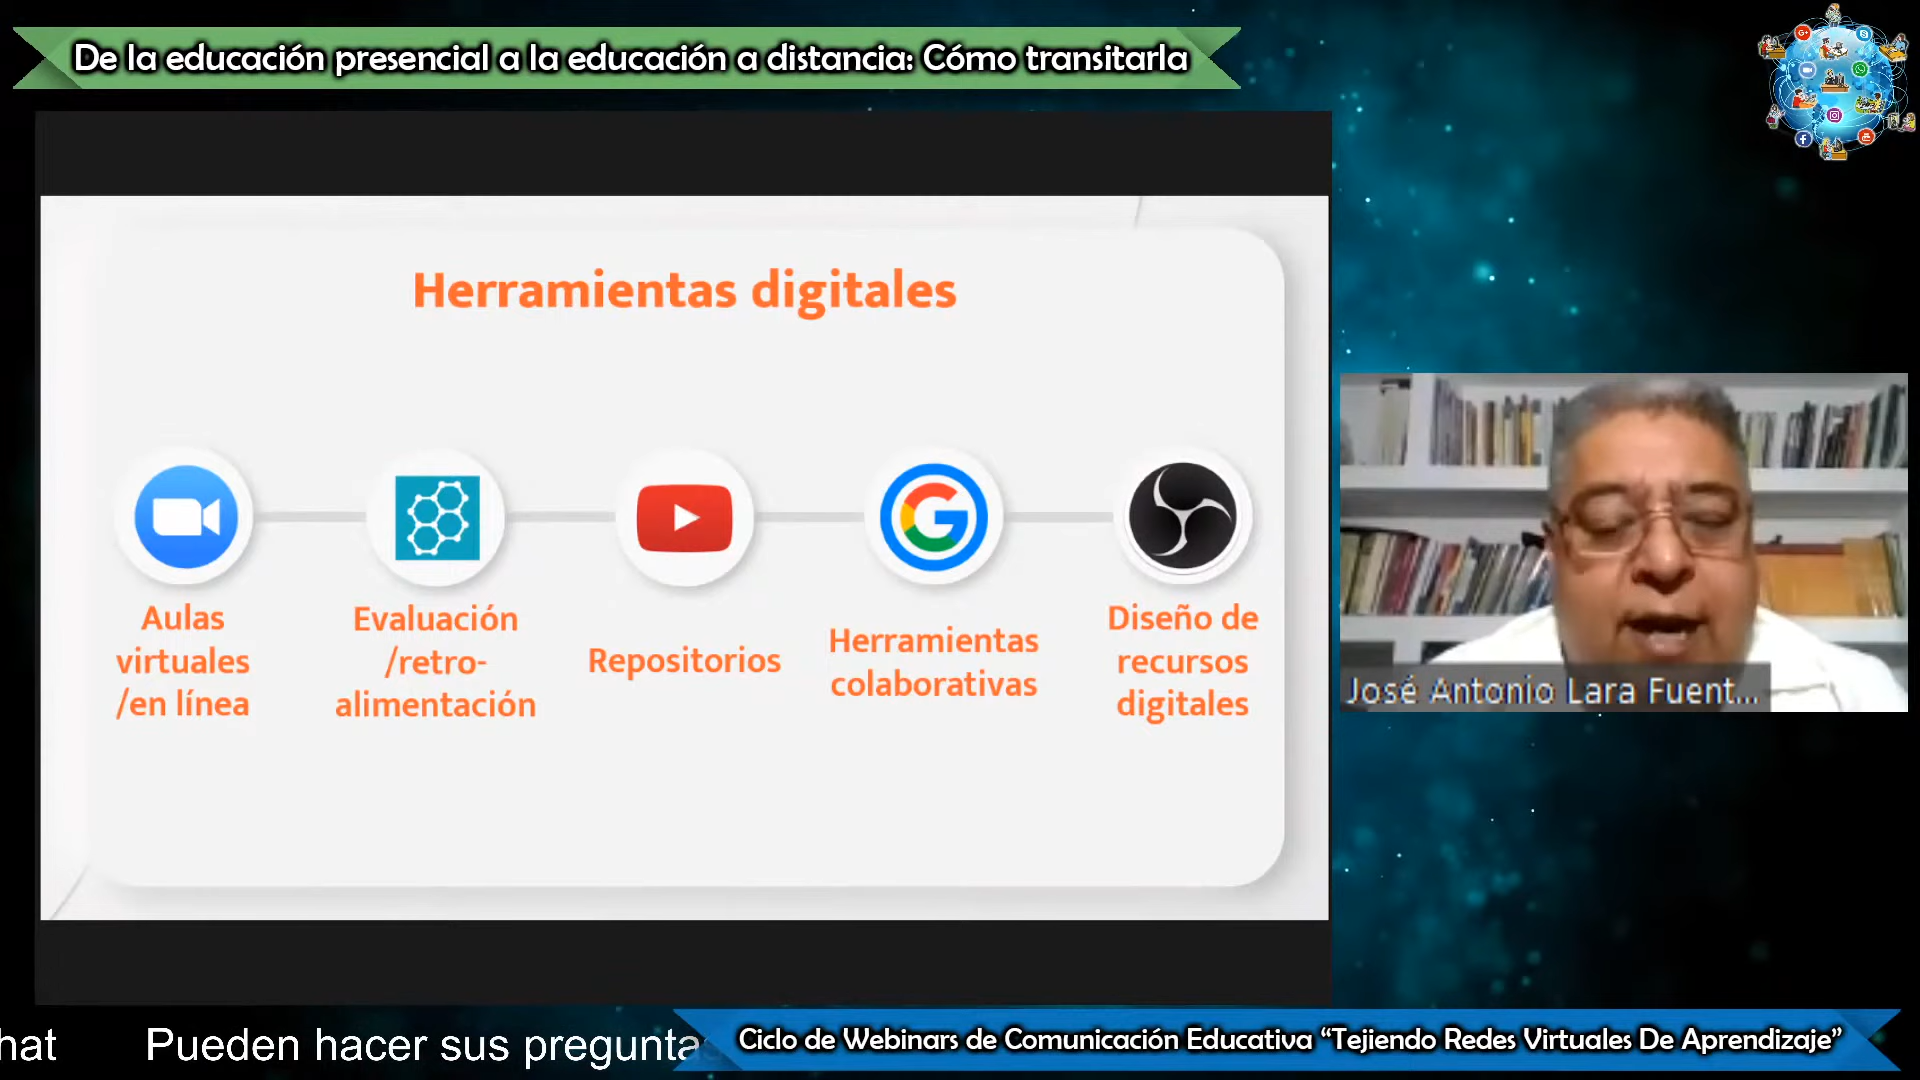 De la educación presencial a la educación a distancia: Cómo transitarla
Herramientas digitales
Aulas
virtuales
/en línea
Evaluación
/retro-
alimentación
Repositorios
Herramientas
colaborativas
Diseño de
recursos
digitales
José Antonio Lara Fuent...
hat Pueden hacer sus pregunta
Ciclo de Webinars de Comunicación Educativa “Tejiendo Redes Virtuales De Aprendizaje”